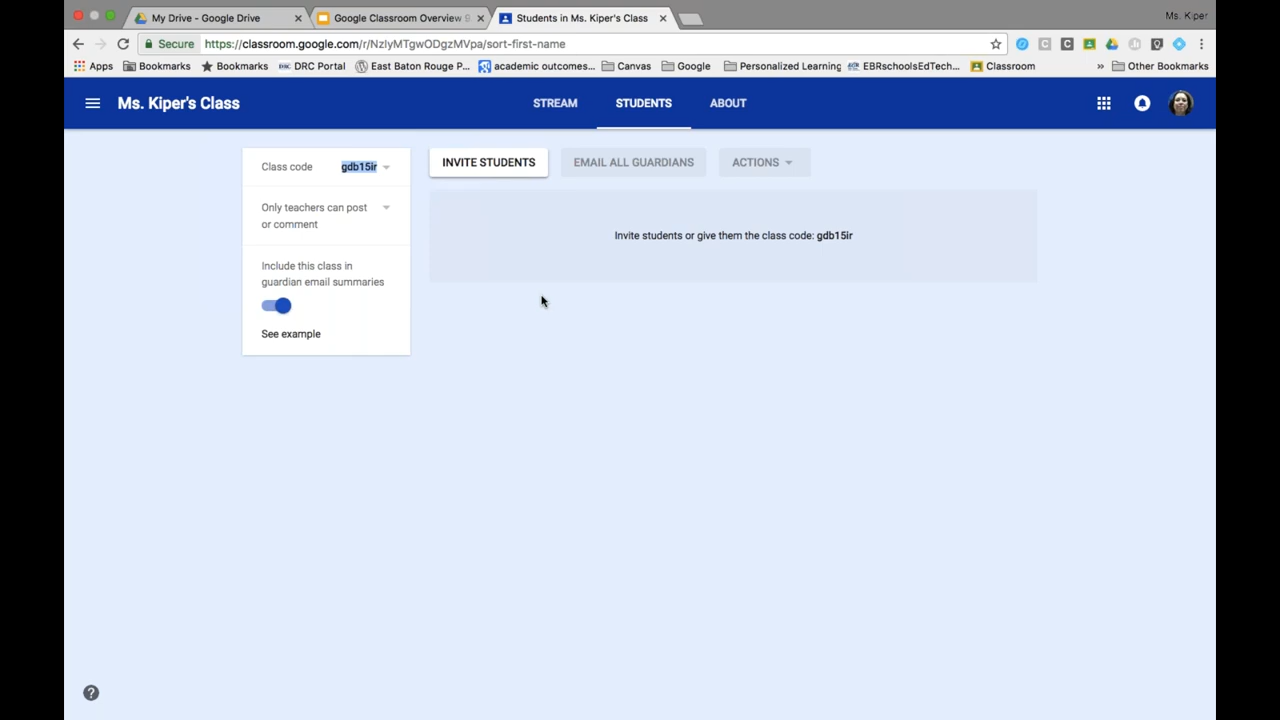 Ms. Kiper
My Drive - Google Drive
Google Classroom Overview 9
Students in Ms. Kiper's Class
Secure
https://classroom.google.com/r/NzIyMTgwODgzMVpa/sort-first-name
Apps Bookmarks Bookmarks DRC Portal East Baton Rouge P... academic outcomes... Canvas Google Personalized Learning EBRschoolsEdTech... Classroom » Other Bookmarks
Ms. Kiper's Class STREAM STUDENTS ABOUT
Class code gdb15ir
Only teachers can post
or comment
Include this class in
guardian email summaries
See example
INVITE STUDENTS EMAIL ALL GUARDIANS ACTIONS
Invite students or give them the class code: gdb15ir
?